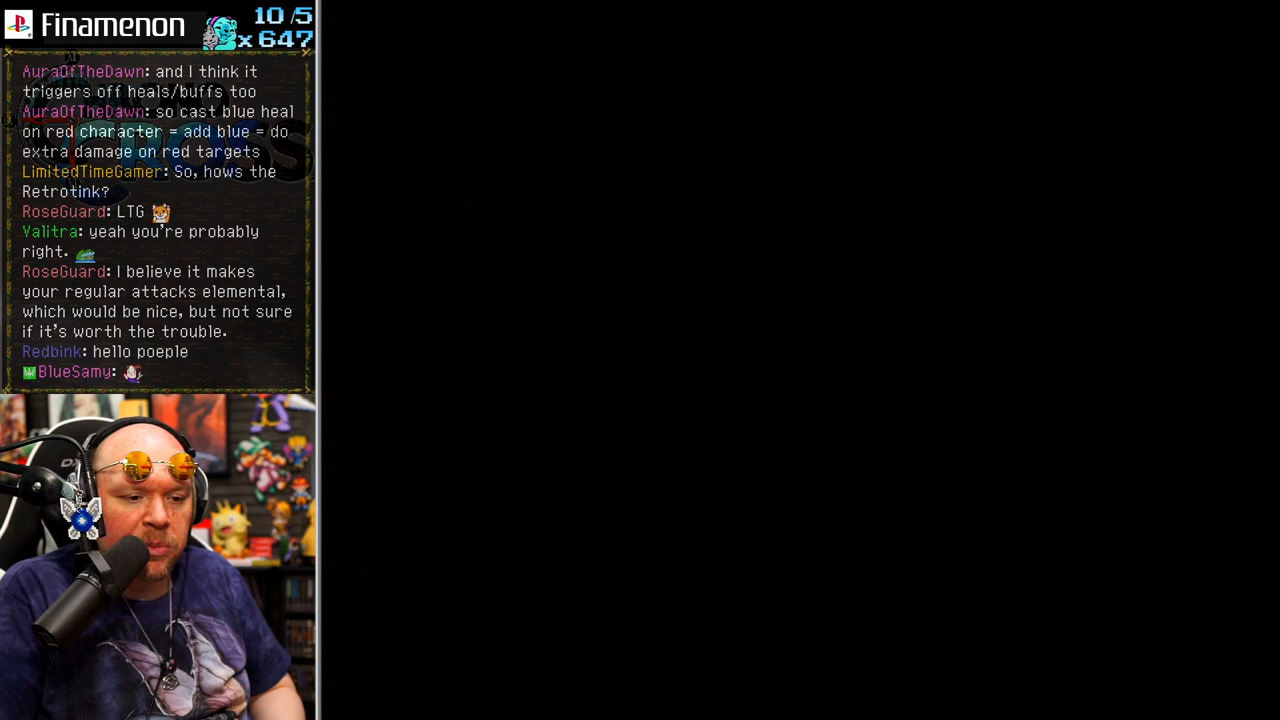 Finamenon
10/5
x647
AuraOfTheDawn: and I think it
triggers off heals/buffs too
AuraOfTheDawn: so cast blue heal
on red character = add blue = do
extra damage on red targets
LimitedTimeGamer: So, hows the
Retrotink?
RoseGuard: LTG
Valitra: yeah you're probably
right.
RoseGuard: I believe it makes
your regular attacks elemental,
which would be nice, but not sure
if it's worth the trouble.
Redbink: hello poeple
BlueSamy:
CROSS